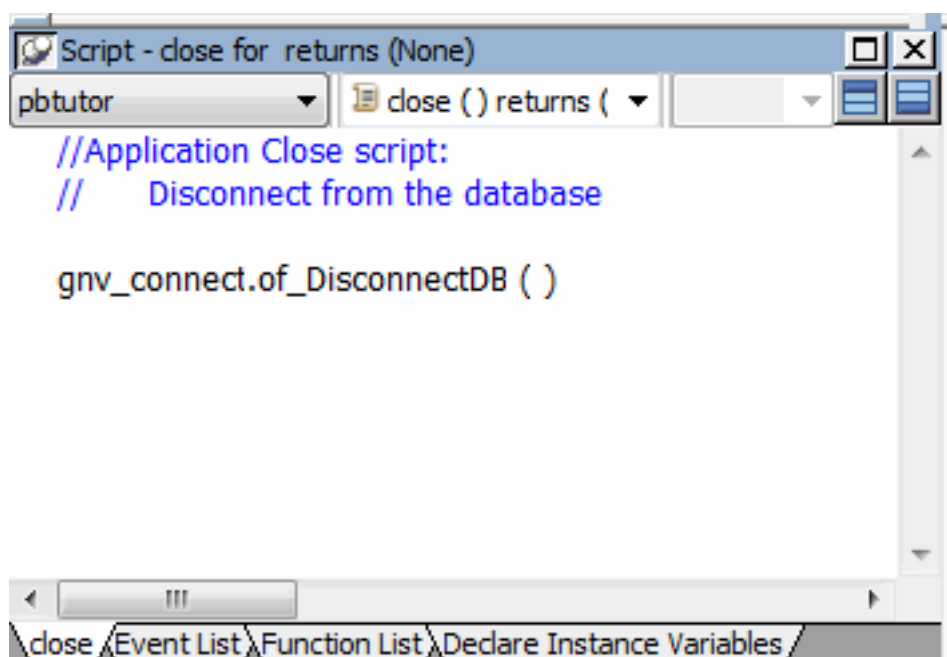 Script - close for  returns (None)
pbtutor
close ( ) returns (
//Application Close script:
//      Disconnect from the database
gnv_connect.of_DisconnectDB ( )
close
Event List
Function List
Declare Instance Variables